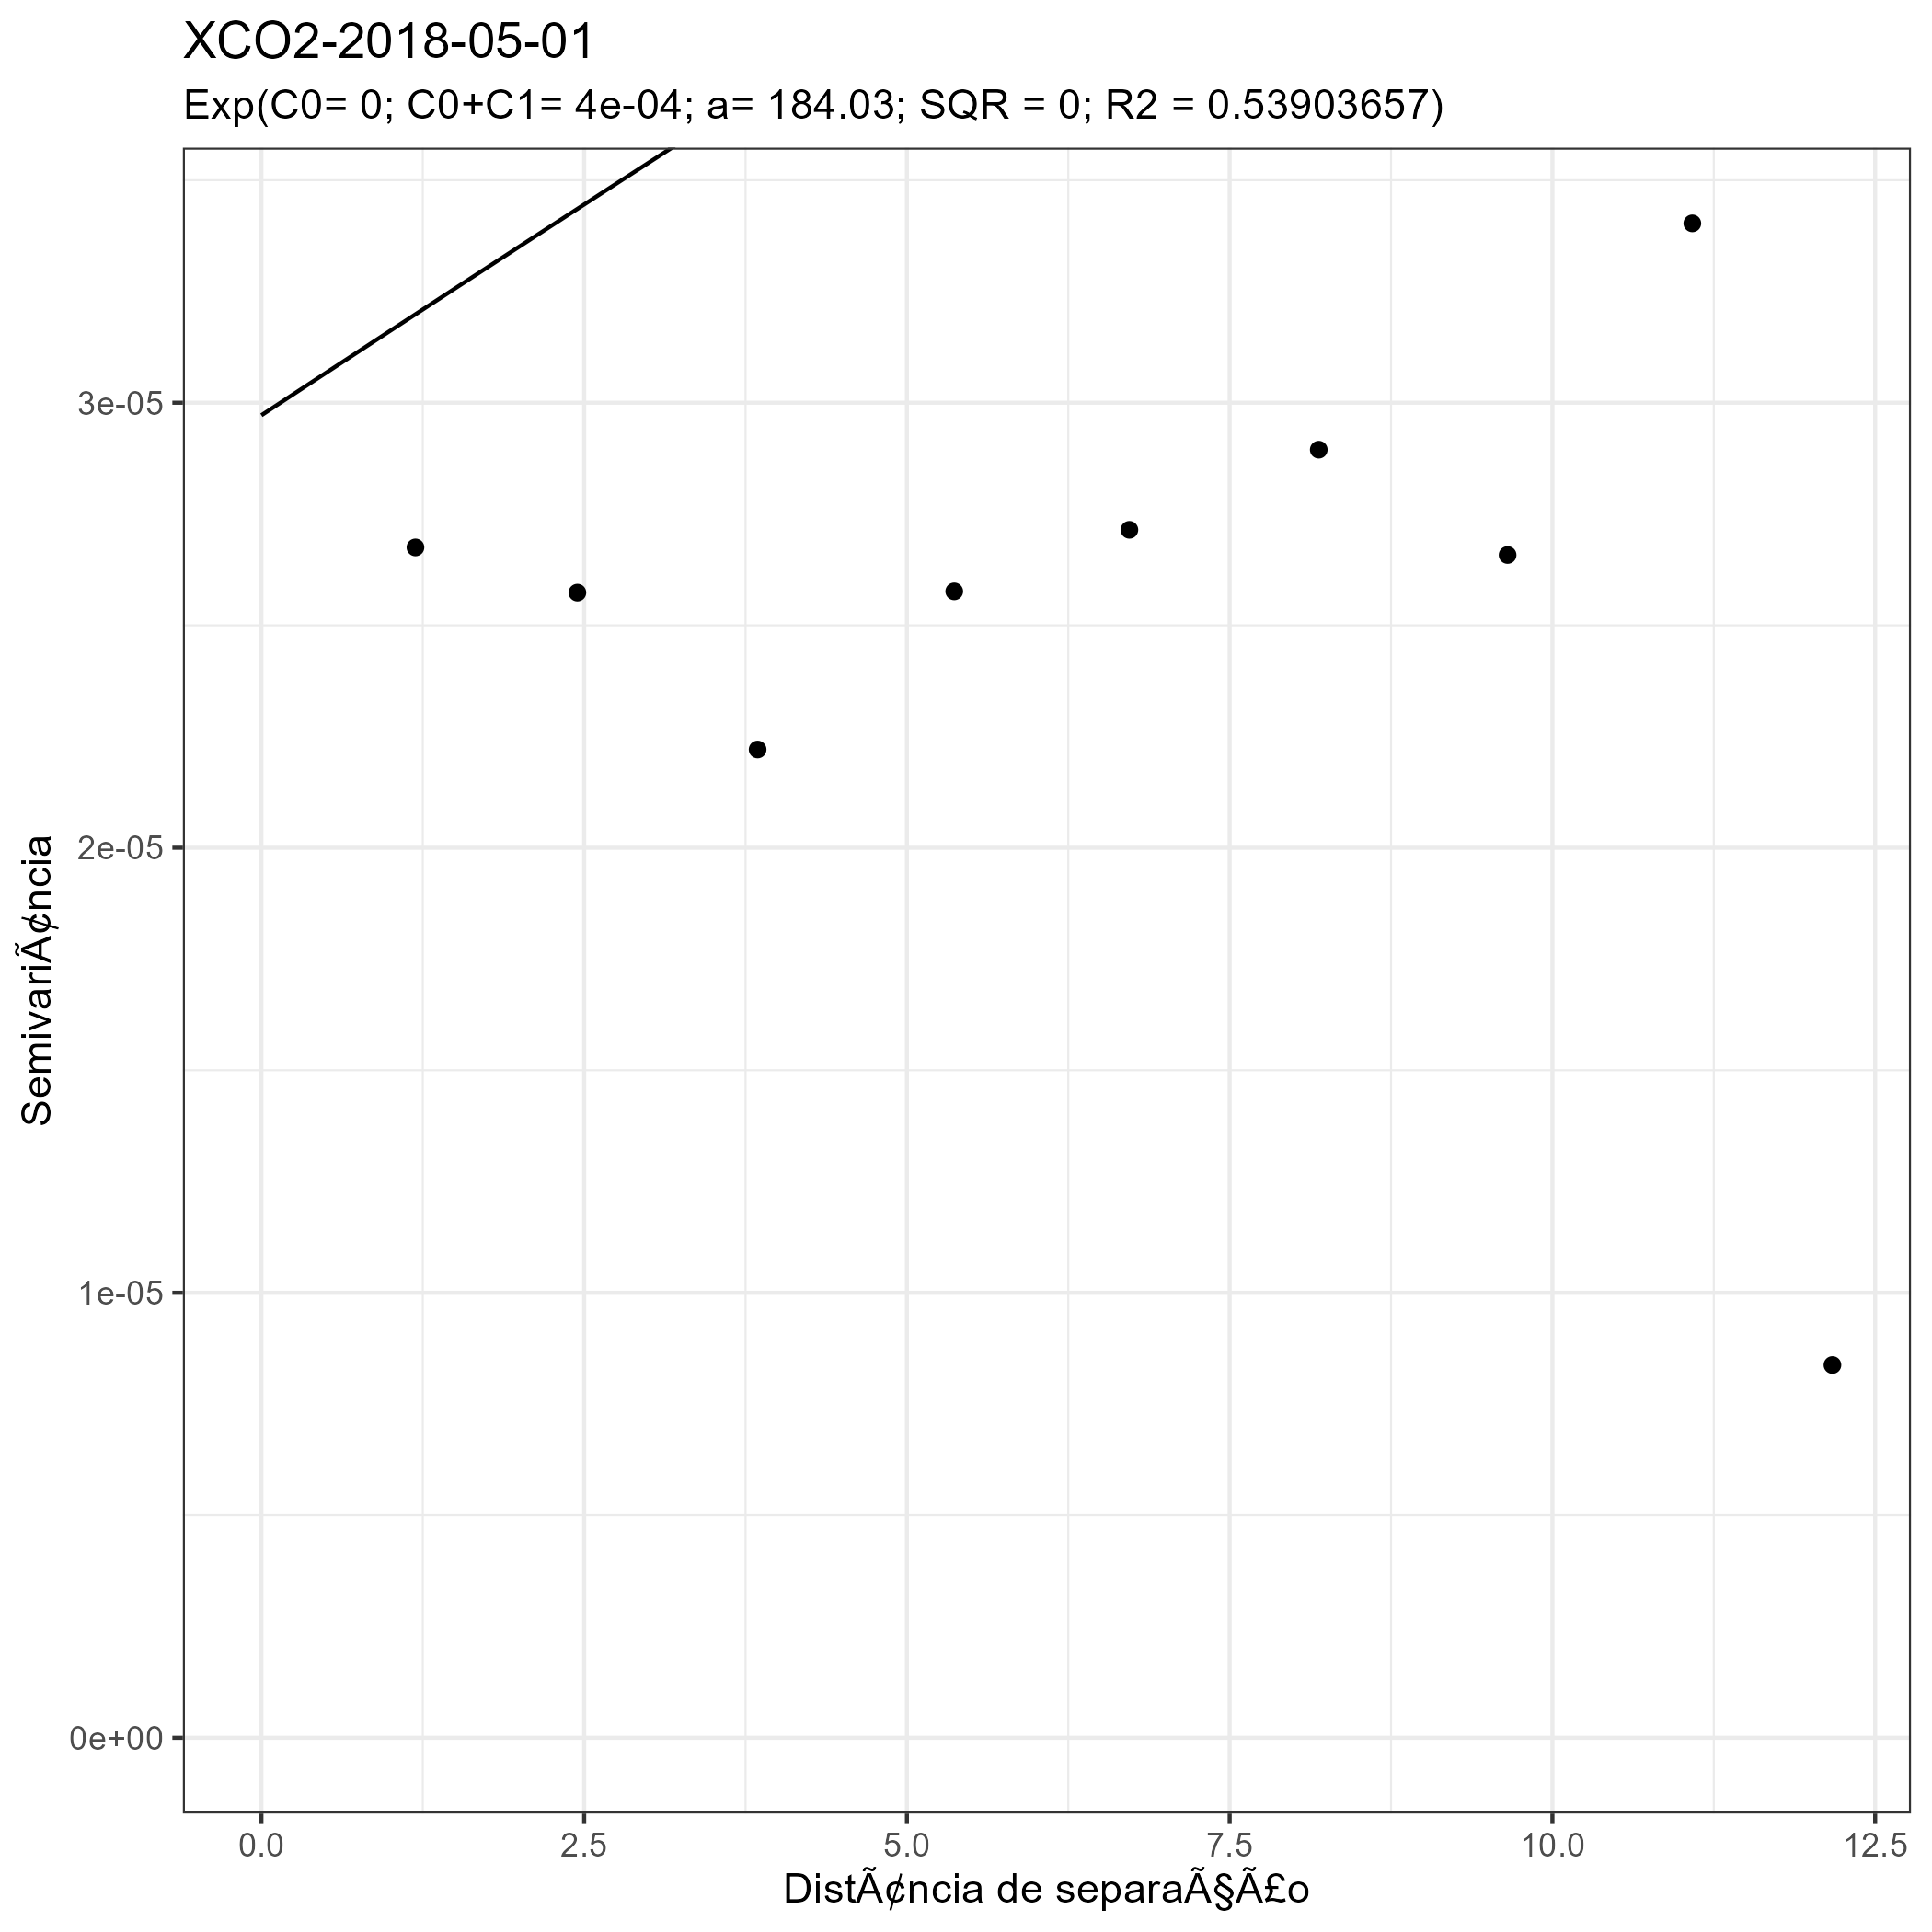 XCO2-2018-05-01
Exp(C0= 0; C0+C1= 4e-04; a= 184.03; SQR = 0; R2 = 0.53903657)
SemivariÃ¢ncia
3e-05
2e-05
1e-05
0e+00
0.0 2.5 5.0 7.5 10.0 12.5
DistÃ¢ncia de separaÃ§Ã£o